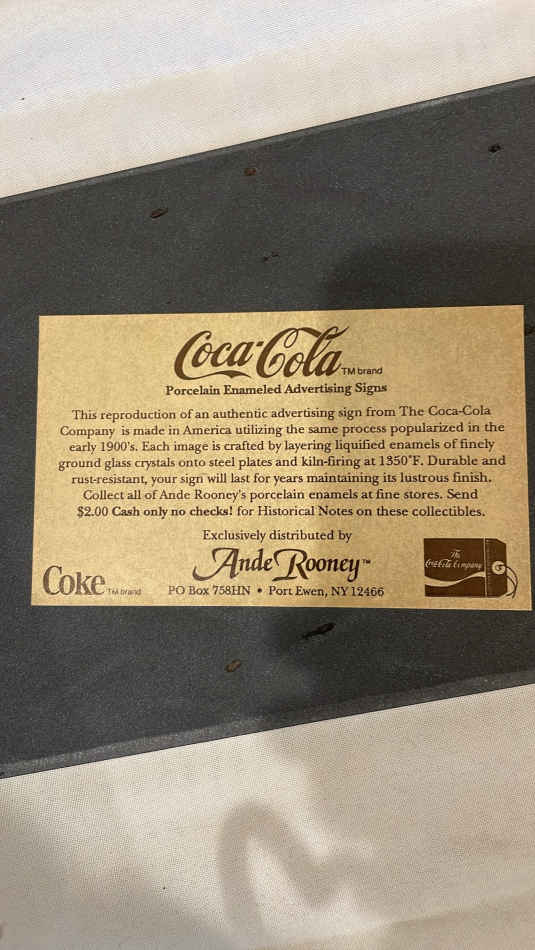 Coca-Cola TM brand
Porcelain Enameled Advertising Signs
This reproduction of an authentic advertising sign from The Coca-Cola
Company is made in America utilizing the same process popularized in the
early 1900's. Each image is crafted by layering liquified enamels of finely
ground glass crystals onto steel plates and kiln-firing at 1350°F. Durable and
rust-resistant, your sign will last for years maintaining its lustrous finish.
Collect all of Ande Rooney's porcelain enamels at fine stores. Send
$2.00 Cash only no checks! for Historical Notes on these collectibles.
Exclusively distributed by
Ande Rooney™
PO Box 758HN • Port Ewen, NY 12466
Coke TM brand
The
Coca-Cola Company